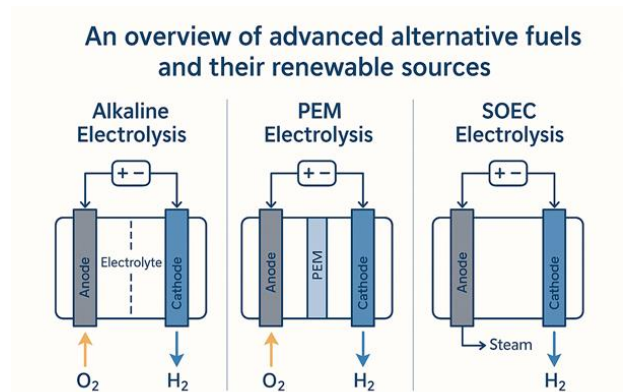 An overview of advanced alternative fuels
and their renewable sources
Alkaline
Electrolysis
+ −
Anode
Electrolyte
Cathode
O₂
H₂
PEM
Electrolysis
+ −
Anode
PEM
Cathode
O₂
H₂
SOEC
Electrolysis
+ −
Anode
Cathode
Steam
H₂